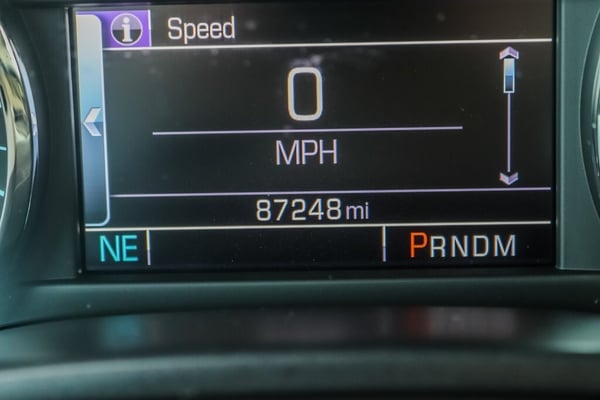 i Speed
0
MPH
87248 mi
NE PRNDM